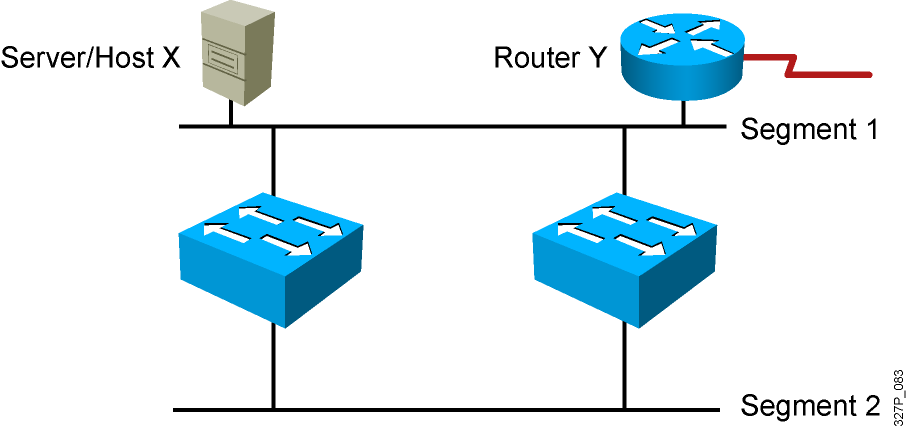 Server/Host X
Router Y
Segment 1
Segment 2
327P_083